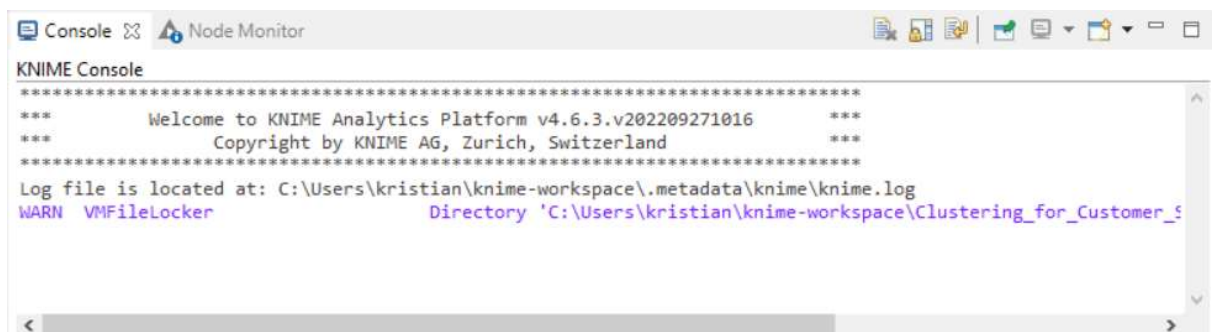 Console Node Monitor
KNIME Console
********************************************************************************
*** Welcome to KNIME Analytics Platform v4.6.3.v202209271016 ***
*** Copyright by KNIME AG, Zurich, Switzerland ***
********************************************************************************
Log file is located at: C:\Users\kristian\knime-workspace\.metadata\knime\knime.log
WARN VMFileLocker Directory 'C:\Users\kristian\knime-workspace\Clustering_for_Customer_